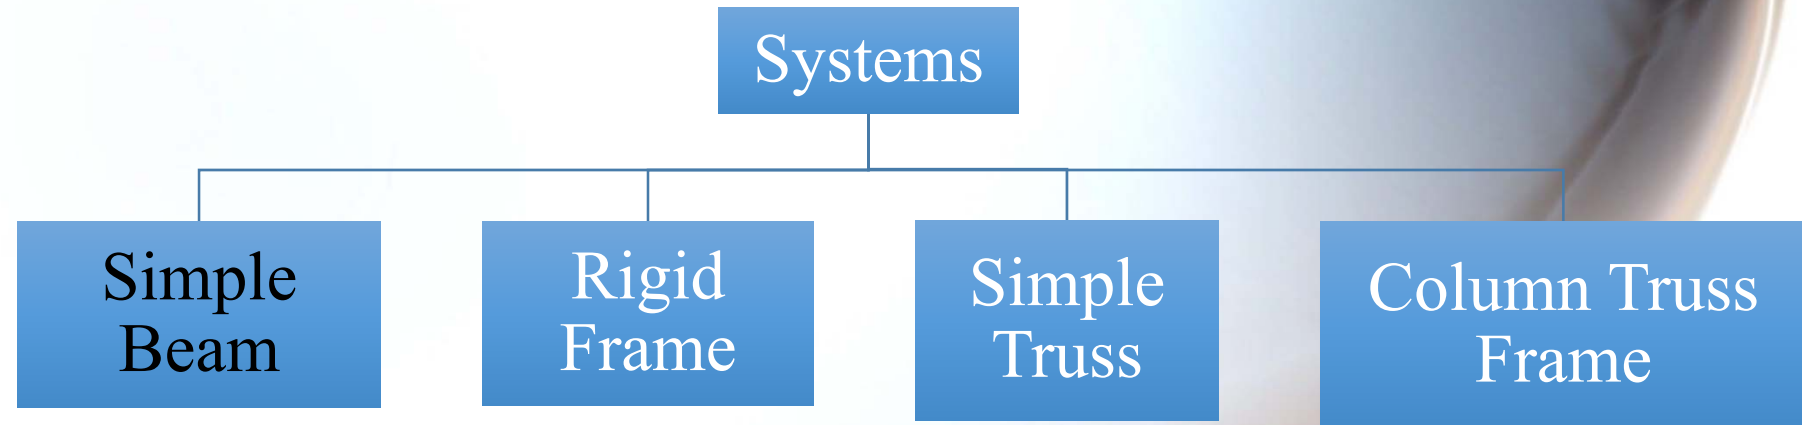 Systems
Simple
Beam
Rigid
Frame
Simple
Truss
Column Truss
Frame